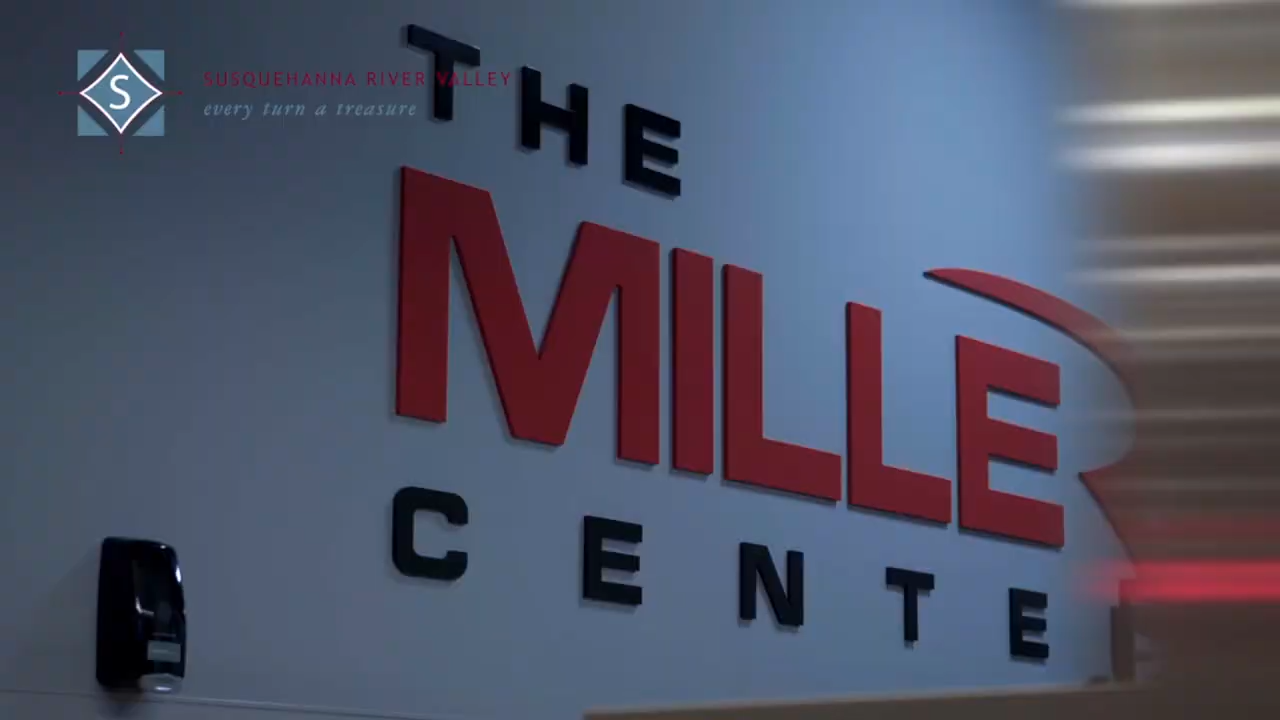 S
SUSQUEHANNA RIVER VALLEY
every turn a treasure
THE
MILLE
CENTE